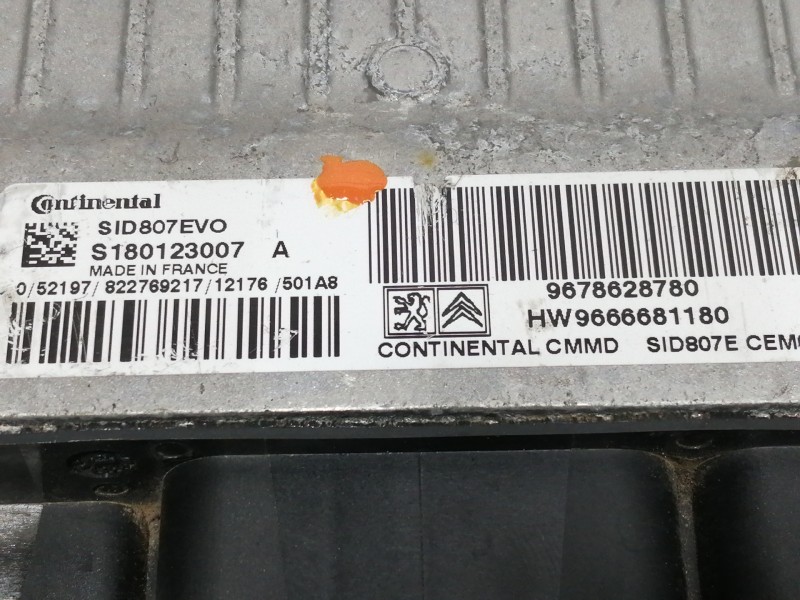 Continental
SID807EVO
S180123007 A
MADE IN FRANCE
0/52197/822769217/12176/501A8
9678628780
HW9666681180
CONTINENTAL CMMD SID807E